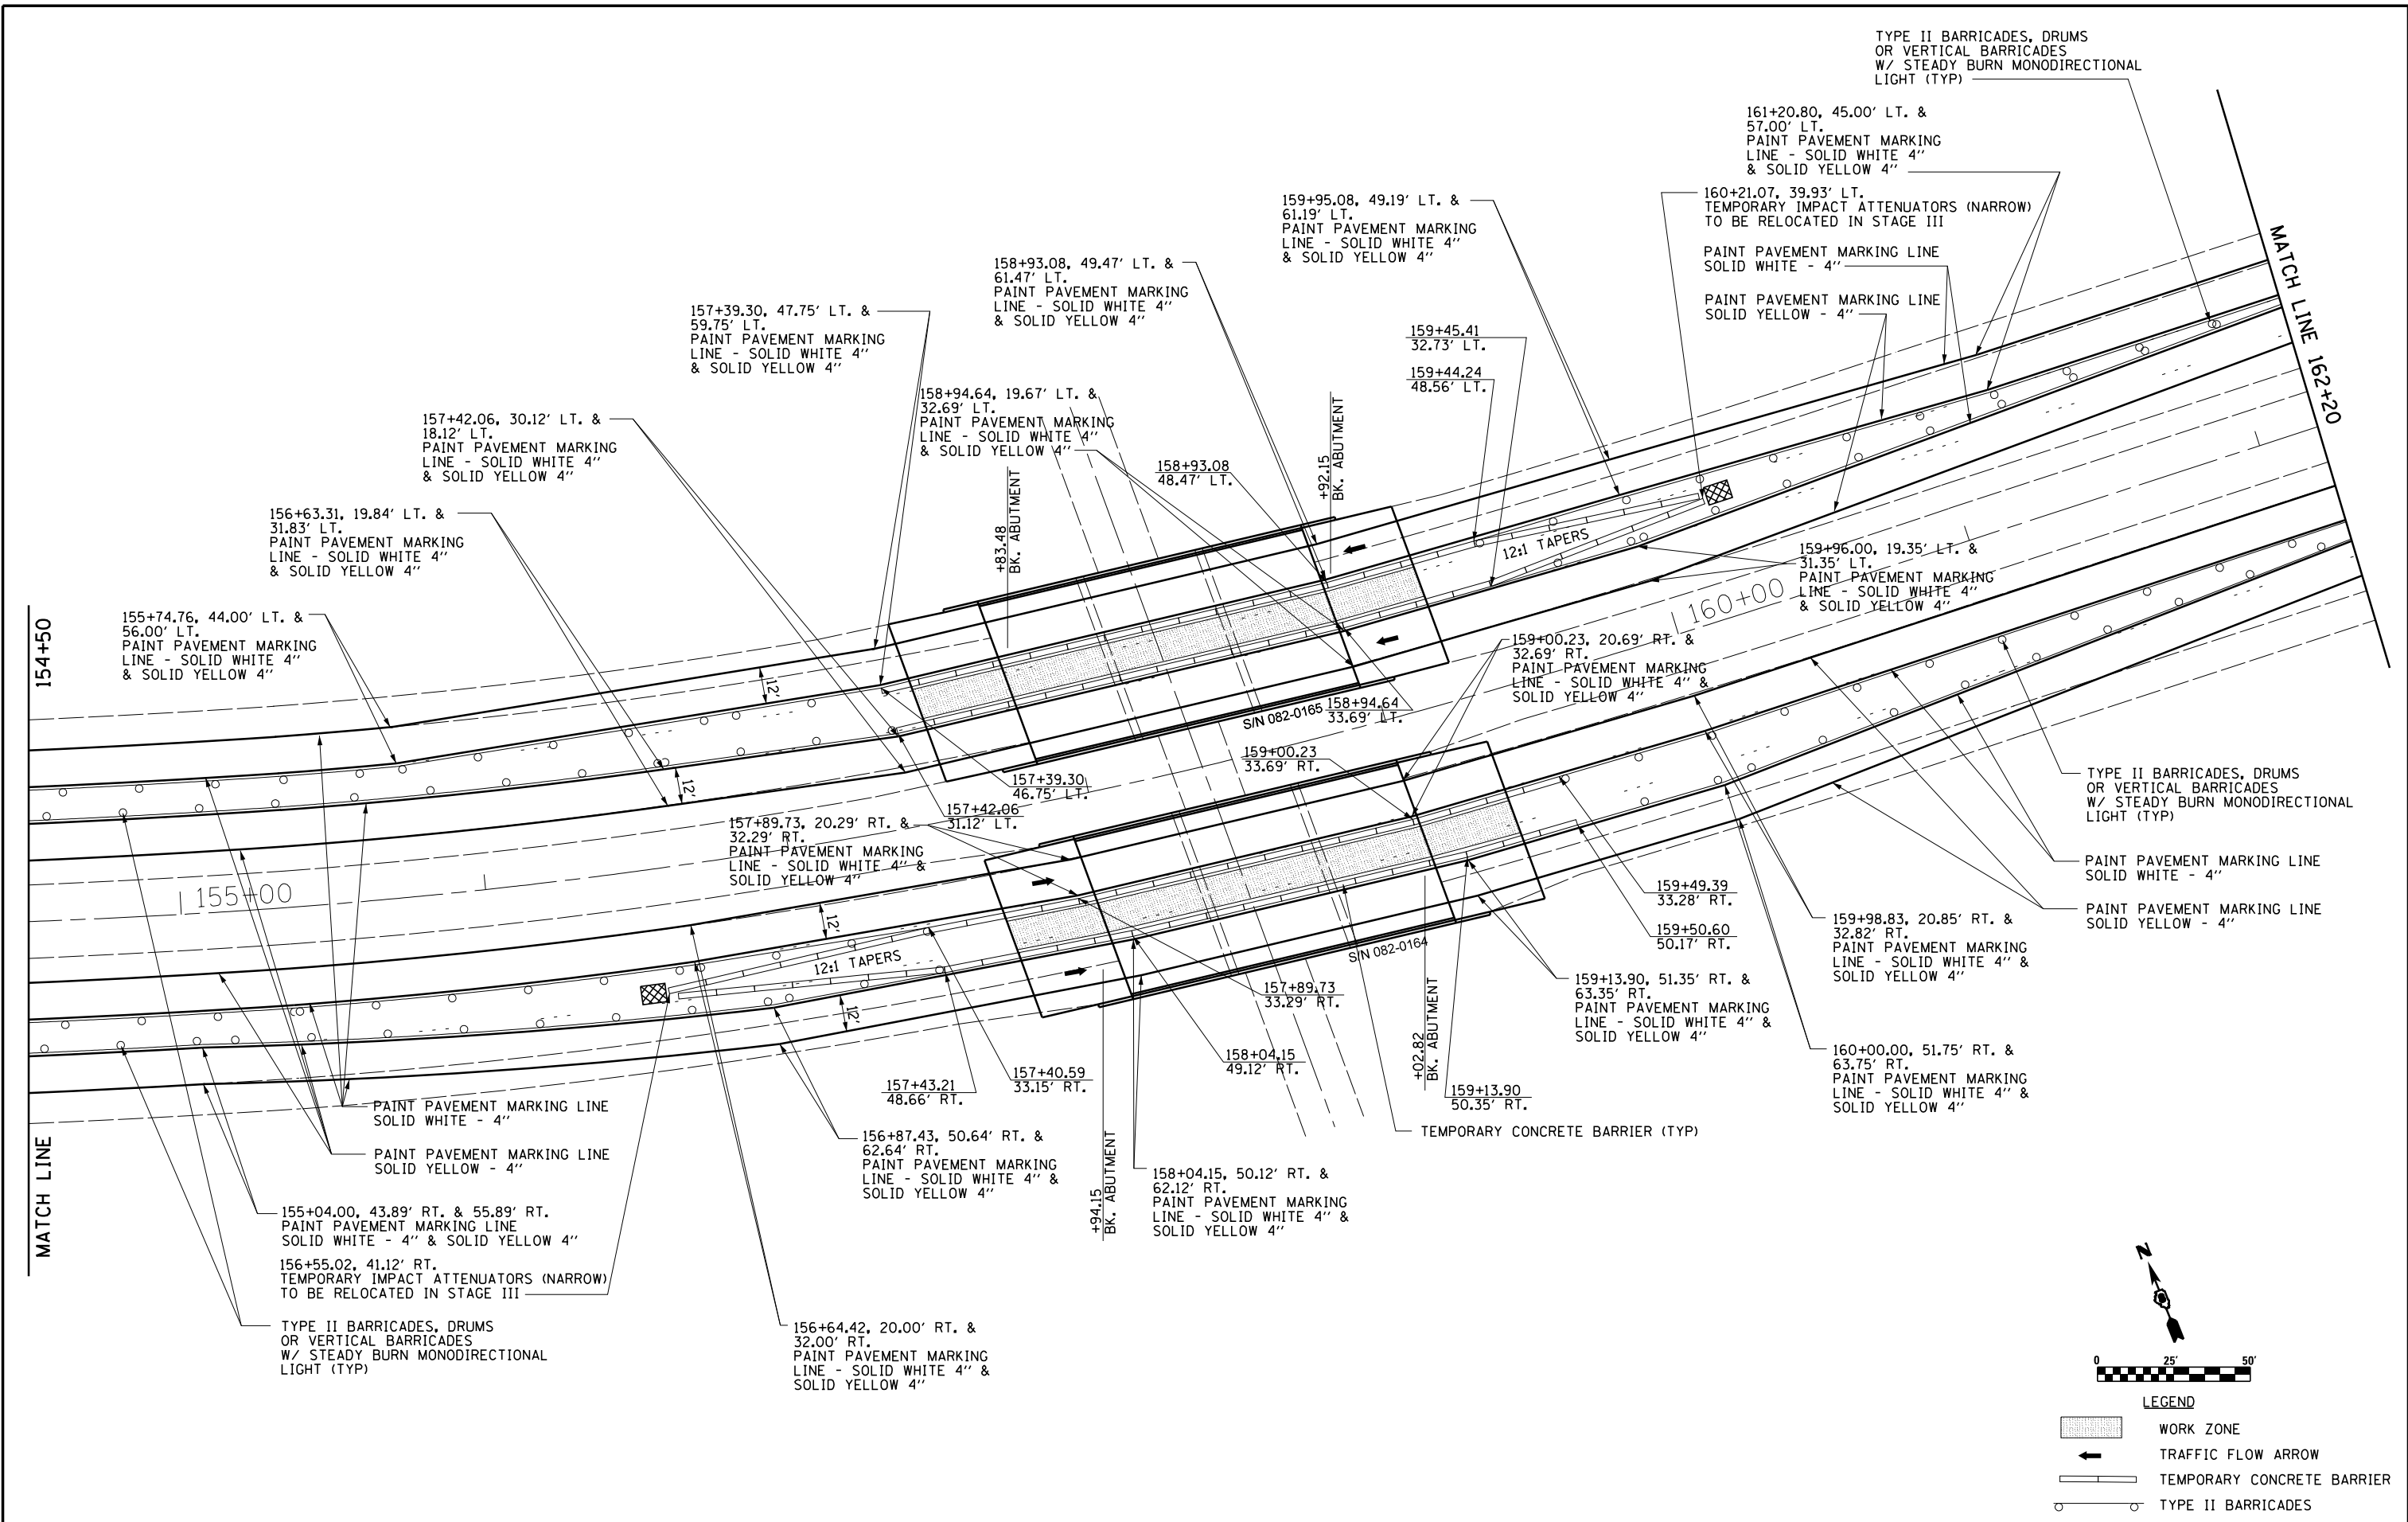 TYPE II BARRICADES, DRUMS
OR VERTICAL BARRICADES
W/ STEADY BURN MONODIRECTIONAL
LIGHT (TYP)
161+20.80, 45.00' LT. &
57.00' LT.
PAINT PAVEMENT MARKING
LINE - SOLID WHITE 4''
& SOLID YELLOW 4''
160+21.07, 39.93' LT.
TEMPORARY IMPACT ATTENUATORS (NARROW)
TO BE RELOCATED IN STAGE III
PAINT PAVEMENT MARKING LINE
SOLID WHITE - 4''
PAINT PAVEMENT MARKING LINE
SOLID YELLOW - 4''
MATCH LINE 162+20
159+95.08, 49.19' LT. &
61.19' LT.
PAINT PAVEMENT MARKING
LINE - SOLID WHITE 4''
& SOLID YELLOW 4''
158+93.08, 49.47' LT. &
61.47' LT.
PAINT PAVEMENT MARKING
LINE - SOLID WHITE 4''
& SOLID YELLOW 4''
157+39.30, 47.75' LT. &
59.75' LT.
PAINT PAVEMENT MARKING
LINE - SOLID WHITE 4''
& SOLID YELLOW 4''
159+45.41
32.73' LT.
159+44.24
48.56' LT.
158+94.64, 19.67' LT. &
32.69' LT.
PAINT PAVEMENT MARKING
LINE - SOLID WHITE 4''
& SOLID YELLOW 4''
157+42.06, 30.12' LT. &
18.12' LT.
PAINT PAVEMENT MARKING
LINE - SOLID WHITE 4''
& SOLID YELLOW 4''
158+93.08
48.47' LT.
+92.15
BK. ABUTMENT
+83.48
BK. ABUTMENT
156+63.31, 19.84' LT. &
31.83' LT.
PAINT PAVEMENT MARKING
LINE - SOLID WHITE 4''
& SOLID YELLOW 4''
12:1 TAPERS
159+96.00, 19.35' LT. &
31.35' LT.
PAINT PAVEMENT MARKING
LINE - SOLID WHITE 4''
& SOLID YELLOW 4''
160+00
155+74.76, 44.00' LT. &
56.00' LT.
PAINT PAVEMENT MARKING
LINE - SOLID WHITE 4''
& SOLID YELLOW 4''
154+50
12'
159+00.23, 20.69' RT. &
32.69' RT.
PAINT PAVEMENT MARKING
LINE - SOLID WHITE 4'' &
SOLID YELLOW 4''
S/N 082-0165
158+94.64
33.69' LT.
159+00.23
33.69' RT.
12'
157+39.30
46.75' LT.
157+42.06
31.12' LT.
157+89.73, 20.29' RT. &
32.29' RT.
PAINT PAVEMENT MARKING
LINE - SOLID WHITE 4'' &
SOLID YELLOW 4''
TYPE II BARRICADES, DRUMS
OR VERTICAL BARRICADES
W/ STEADY BURN MONODIRECTIONAL
LIGHT (TYP)
PAINT PAVEMENT MARKING LINE
SOLID WHITE - 4''
PAINT PAVEMENT MARKING LINE
SOLID YELLOW - 4''
155+00
12'
159+49.39
33.28' RT.
159+50.60
50.17' RT.
159+98.83, 20.85' RT. &
32.82' RT.
PAINT PAVEMENT MARKING
LINE - SOLID WHITE 4'' &
SOLID YELLOW 4''
S/N 082-0164
12:1 TAPERS
12'
157+89.73
33.29' RT.
159+13.90, 51.35' RT. &
63.35' RT.
PAINT PAVEMENT MARKING
LINE - SOLID WHITE 4'' &
SOLID YELLOW 4''
+02.82
BK. ABUTMENT
158+04.15
49.12' RT.
157+40.59
33.15' RT.
157+43.21
48.66' RT.
159+13.90
50.35' RT.
160+00.00, 51.75' RT. &
63.75' RT.
PAINT PAVEMENT MARKING
LINE - SOLID WHITE 4'' &
SOLID YELLOW 4''
PAINT PAVEMENT MARKING LINE
SOLID WHITE - 4''
PAINT PAVEMENT MARKING LINE
SOLID YELLOW - 4''
MATCH LINE
TEMPORARY CONCRETE BARRIER (TYP)
156+87.43, 50.64' RT. &
62.64' RT.
PAINT PAVEMENT MARKING
LINE - SOLID WHITE 4'' &
SOLID YELLOW 4''
+94.15
BK. ABUTMENT
158+04.15, 50.12' RT. &
62.12' RT.
PAINT PAVEMENT MARKING
LINE - SOLID WHITE 4'' &
SOLID YELLOW 4''
155+04.00, 43.89' RT. & 55.89' RT.
PAINT PAVEMENT MARKING LINE
SOLID WHITE - 4'' & SOLID YELLOW 4''
156+55.02, 41.12' RT.
TEMPORARY IMPACT ATTENUATORS (NARROW)
TO BE RELOCATED IN STAGE III
TYPE II BARRICADES, DRUMS
OR VERTICAL BARRICADES
W/ STEADY BURN MONODIRECTIONAL
LIGHT (TYP)
156+64.42, 20.00' RT. &
32.00' RT.
PAINT PAVEMENT MARKING
LINE - SOLID WHITE 4'' &
SOLID YELLOW 4''
N
0 25' 50'
LEGEND
WORK ZONE
TRAFFIC FLOW ARROW
TEMPORARY CONCRETE BARRIER
TYPE II BARRICADES